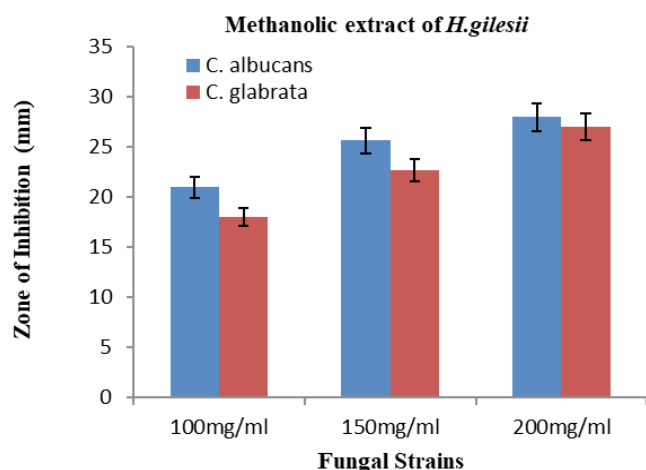 Methanolic extract of H.gilesii
C. albucans
C. glabrata
Zone of Inhibition (mm)
35
30
25
20
15
10
5
0
100mg/ml
150mg/ml
200mg/ml
Fungal Strains